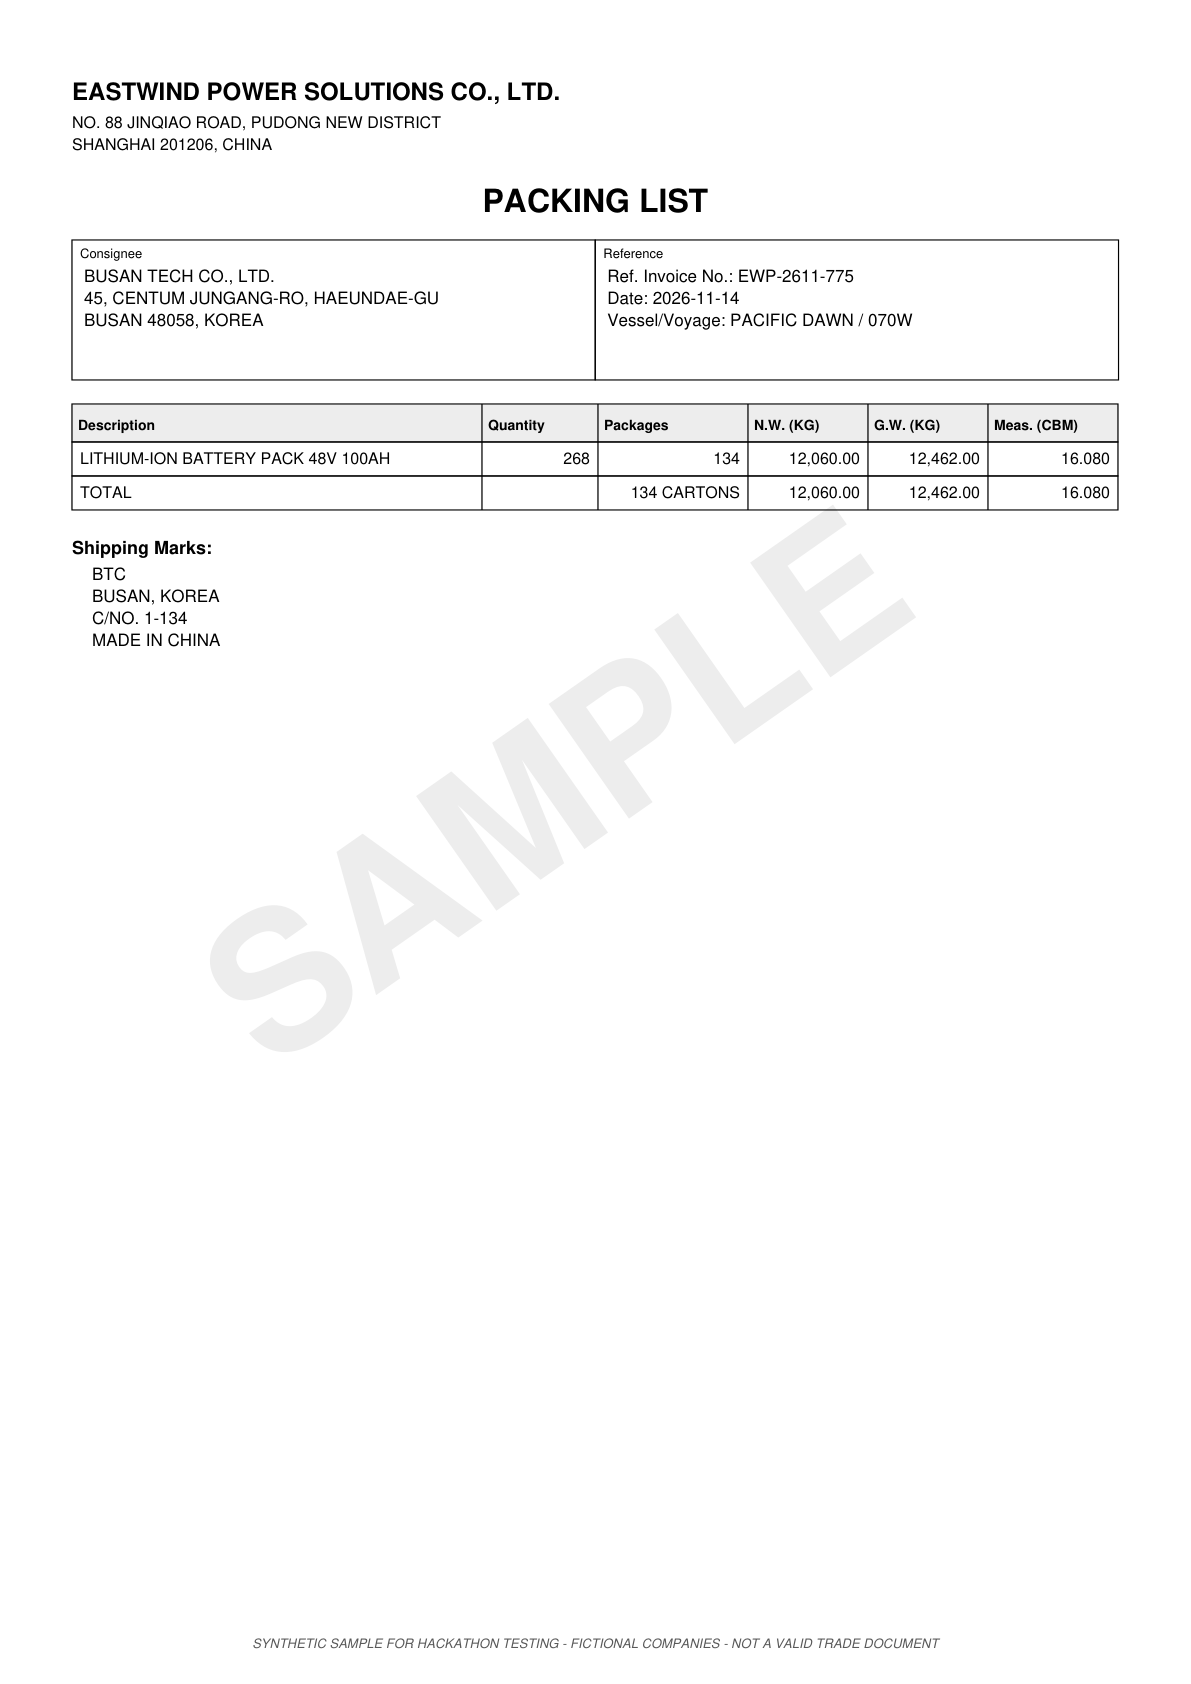 EASTWIND POWER SOLUTIONS CO., LTD.
NO. 88 JINQIAO ROAD, PUDONG NEW DISTRICT
SHANGHAI 201206, CHINA
PACKING LIST
Consignee
BUSAN TECH CO., LTD.
45, CENTUM JUNGANG-RO, HAEUNDAE-GU
BUSAN 48058, KOREA
Reference
Ref. Invoice No.: EWP-2611-775
Date: 2026-11-14
Vessel/Voyage: PACIFIC DAWN / 070W
Description Quantity Packages N.W. (KG) G.W. (KG) Meas. (CBM)
LITHIUM-ION BATTERY PACK 48V 100AH 268 134 12,060.00 12,462.00 16.080
TOTAL 134 CARTONS 12,060.00 12,462.00 16.080
Shipping Marks:
BTC
BUSAN, KOREA
C/NO. 1-134
MADE IN CHINA
SAMPLE
SYNTHETIC SAMPLE FOR HACKATHON TESTING - FICTIONAL COMPANIES - NOT A VALID TRADE DOCUMENT